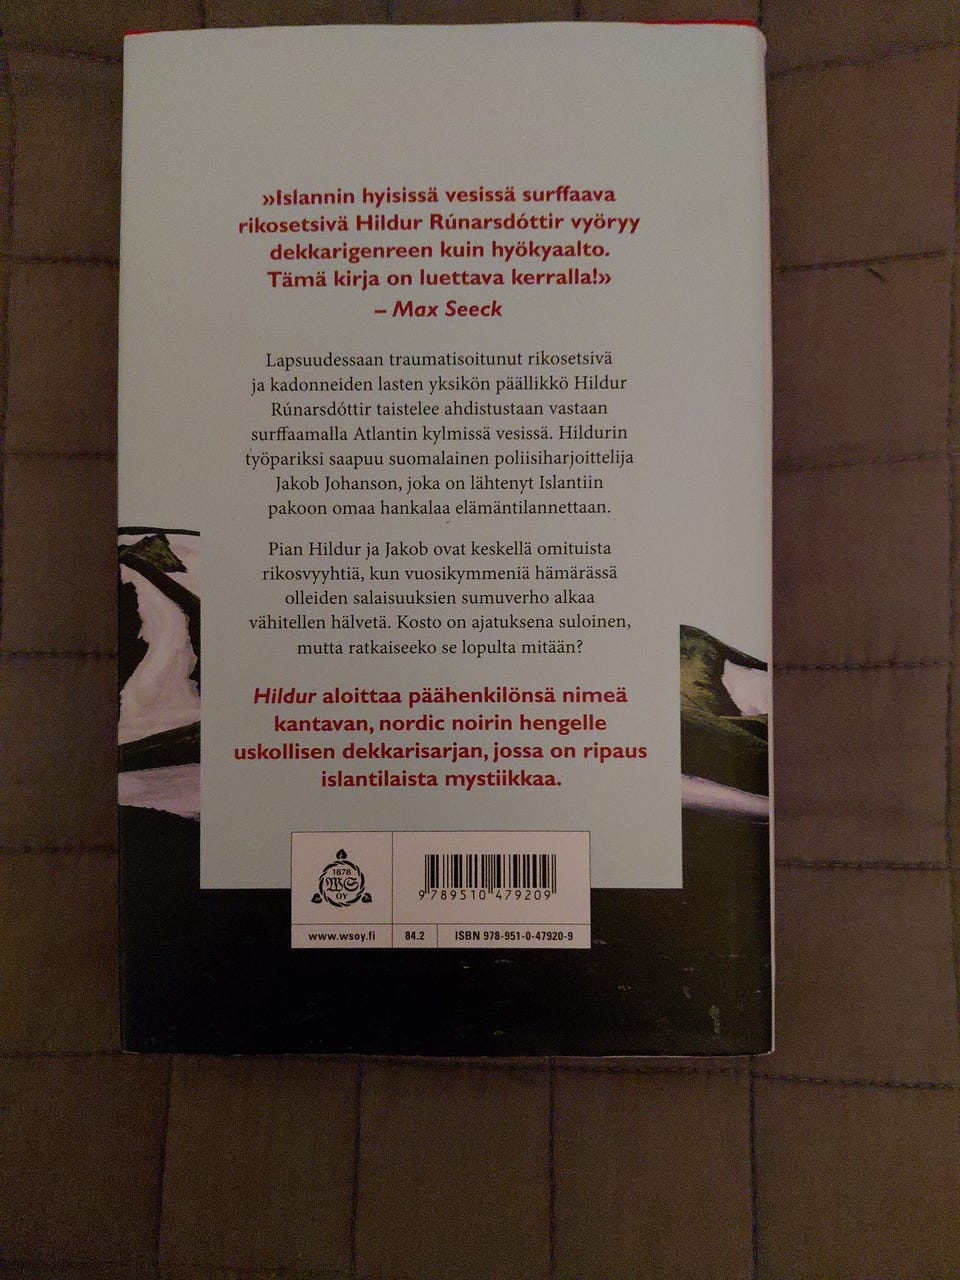 »Islannin hyisissä vesissä surffaava
rikosetsivä Hildur Rúnarsdóttir vyöryy
dekkarigenreen kuin hyökyaalto.
Tämä kirja on luettava kerralla!»
– Max Seeck
Lapsuudessaan traumatisoitunut rikosetsivä
ja kadonneiden lasten yksikön päällikkö Hildur
Rúnarsdóttir taistelee ahdistustaan vastaan
surffaamalla Atlantin kylmissä vesissä. Hildurin
työpariksi saapuu suomalainen poliisiharjoittelija
Jakob Johanson, joka on lähtenyt Islantiin
pakoon omaa hankalaa elämäntilannettaan.
Pian Hildur ja Jakob ovat keskellä omituista
rikosvyyhtiä, kun vuosikymmeniä hämärässä
olleiden salaisuuksien sumuverho alkaa
vähitellen hälvetä. Kosto on ajatuksena suloinen,
mutta ratkaiseeko se lopulta mitään?
Hildur aloittaa päähenkilönsä nimeä
kantavan, nordic noirin hengelle
uskollisen dekkarisarjan, jossa on ripaus
islantilaista mystiikkaa.
1878
WS
OY
9 789510 479209
www.wsoy.fi
84.2
ISBN 978-951-0-47920-9